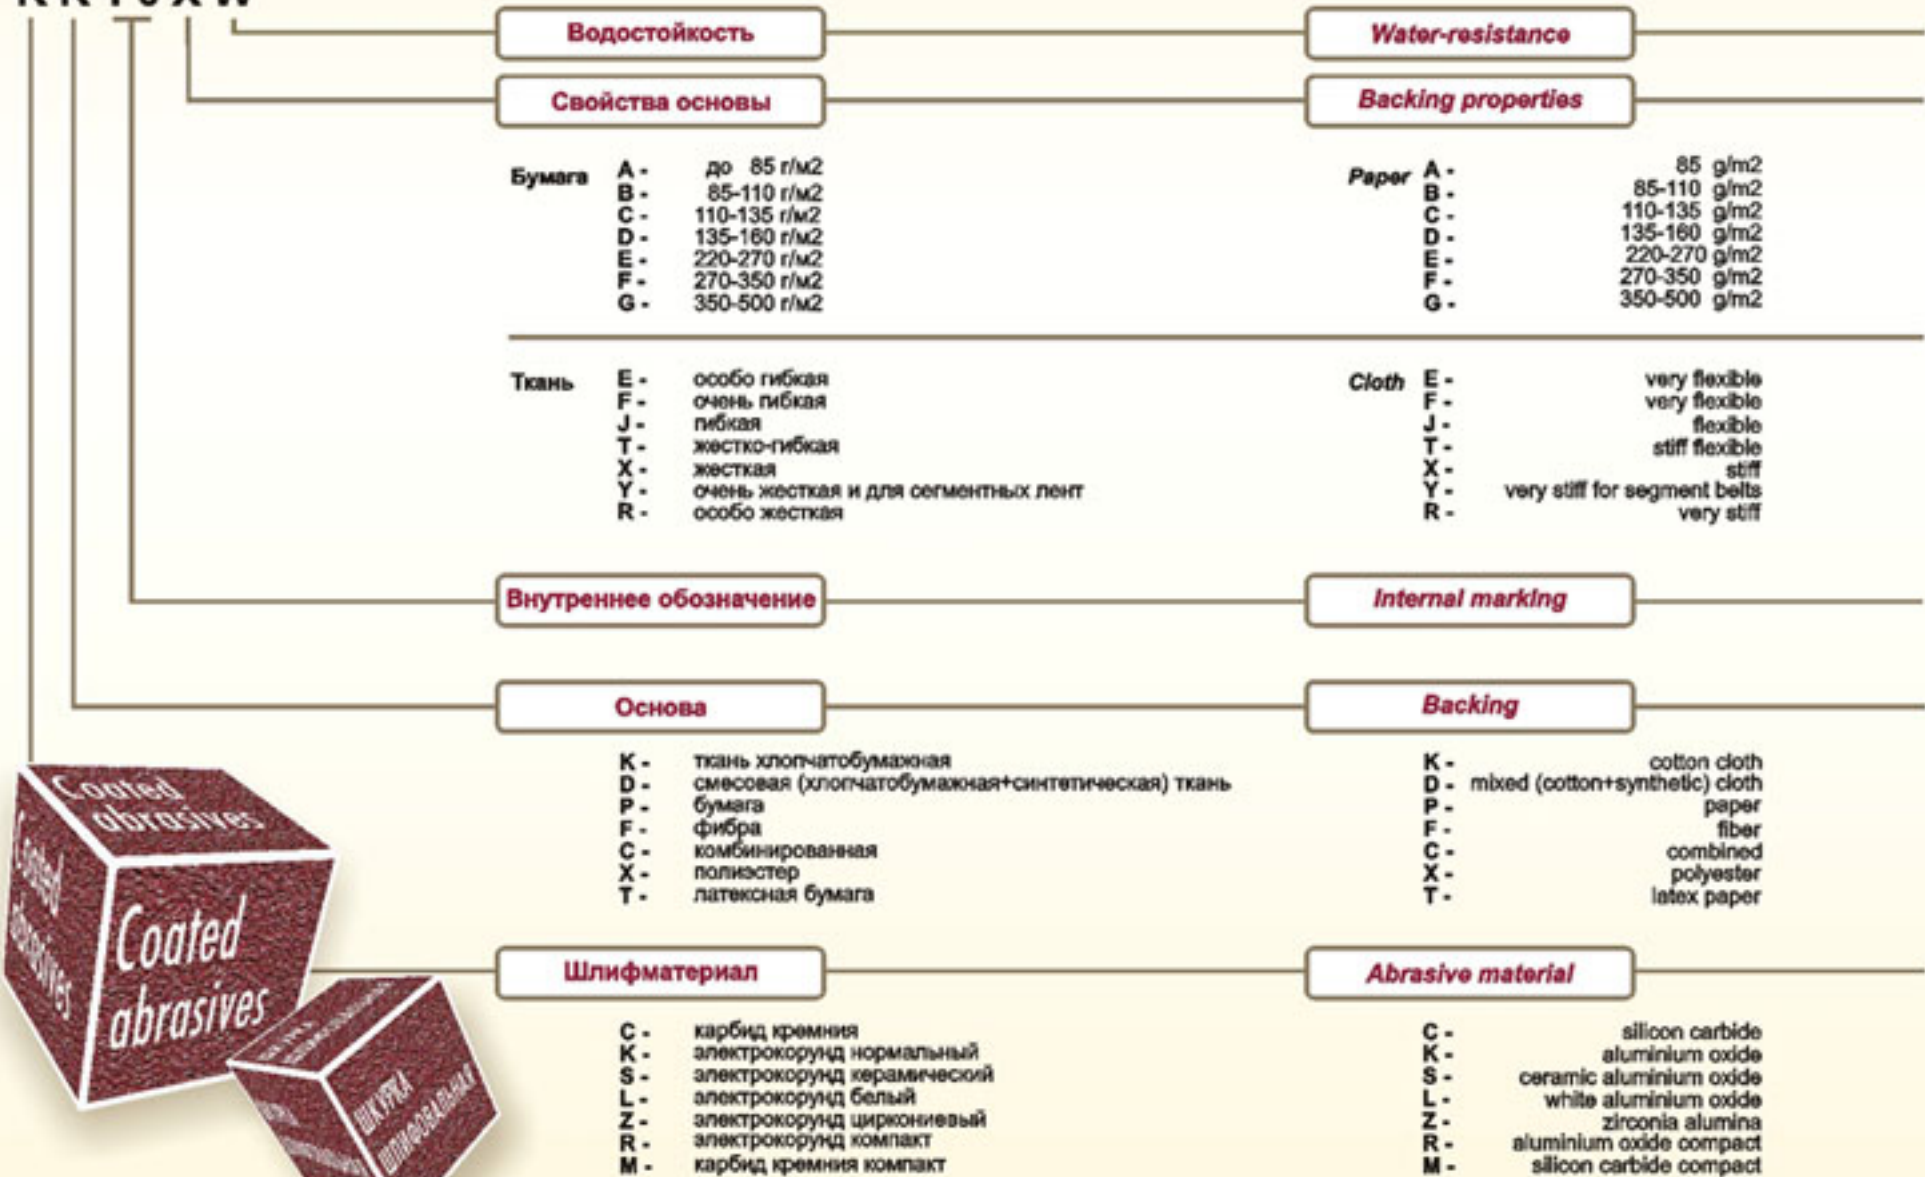 Водостойкость Water-resistance
Свойства основы Backing properties
Бумага A - до 85 г/м2 Paper A - 85 g/m2
B - 85-110 г/м2 B - 85-110 g/m2
C - 110-135 г/м2 C - 110-135 g/m2
D - 135-160 г/м2 D - 135-160 g/m2
E - 220-270 г/м2 E - 220-270 g/m2
F - 270-350 г/м2 F - 270-350 g/m2
G - 350-500 г/м2 G - 350-500 g/m2
Ткань E - особо гибкая Cloth E - very flexible
F - очень гибкая F - very flexible
J - гибкая J - flexible
T - жестко-гибкая T - stiff flexible
X - жесткая X - stiff
Y - очень жесткая и для сегментных лент Y - very stiff for segment belts
R - особо жесткая R - very stiff
Внутреннее обозначение Internal marking
Основа Backing
K - ткань хлопчатобумажная K - cotton cloth
D - смесовая (хлопчатобумажная+синтетическая) ткань D - mixed (cotton+synthetic) cloth
P - бумага P - paper
F - фибра F - fiber
C - комбинированная C - combined
X - полиэстер X - polyester
T - латексная бумага T - latex paper
Шлифматериал Abrasive material
C - карбид кремния C - silicon carbide
K - электрокорунд нормальный K - aluminium oxide
S - электрокорунд керамический S - ceramic aluminium oxide
L - электрокорунд белый L - white aluminium oxide
Z - электрокорунд циркониевый Z - zirconia alumina
R - электрокорунд компакт R - aluminium oxide compact
M - карбид кремния компакт M - silicon carbide compact
Coated
abrasives
Coated
abrasives
Coated
abrasives
ШКУРКА
ШЛИФОВАЛЬНАЯ